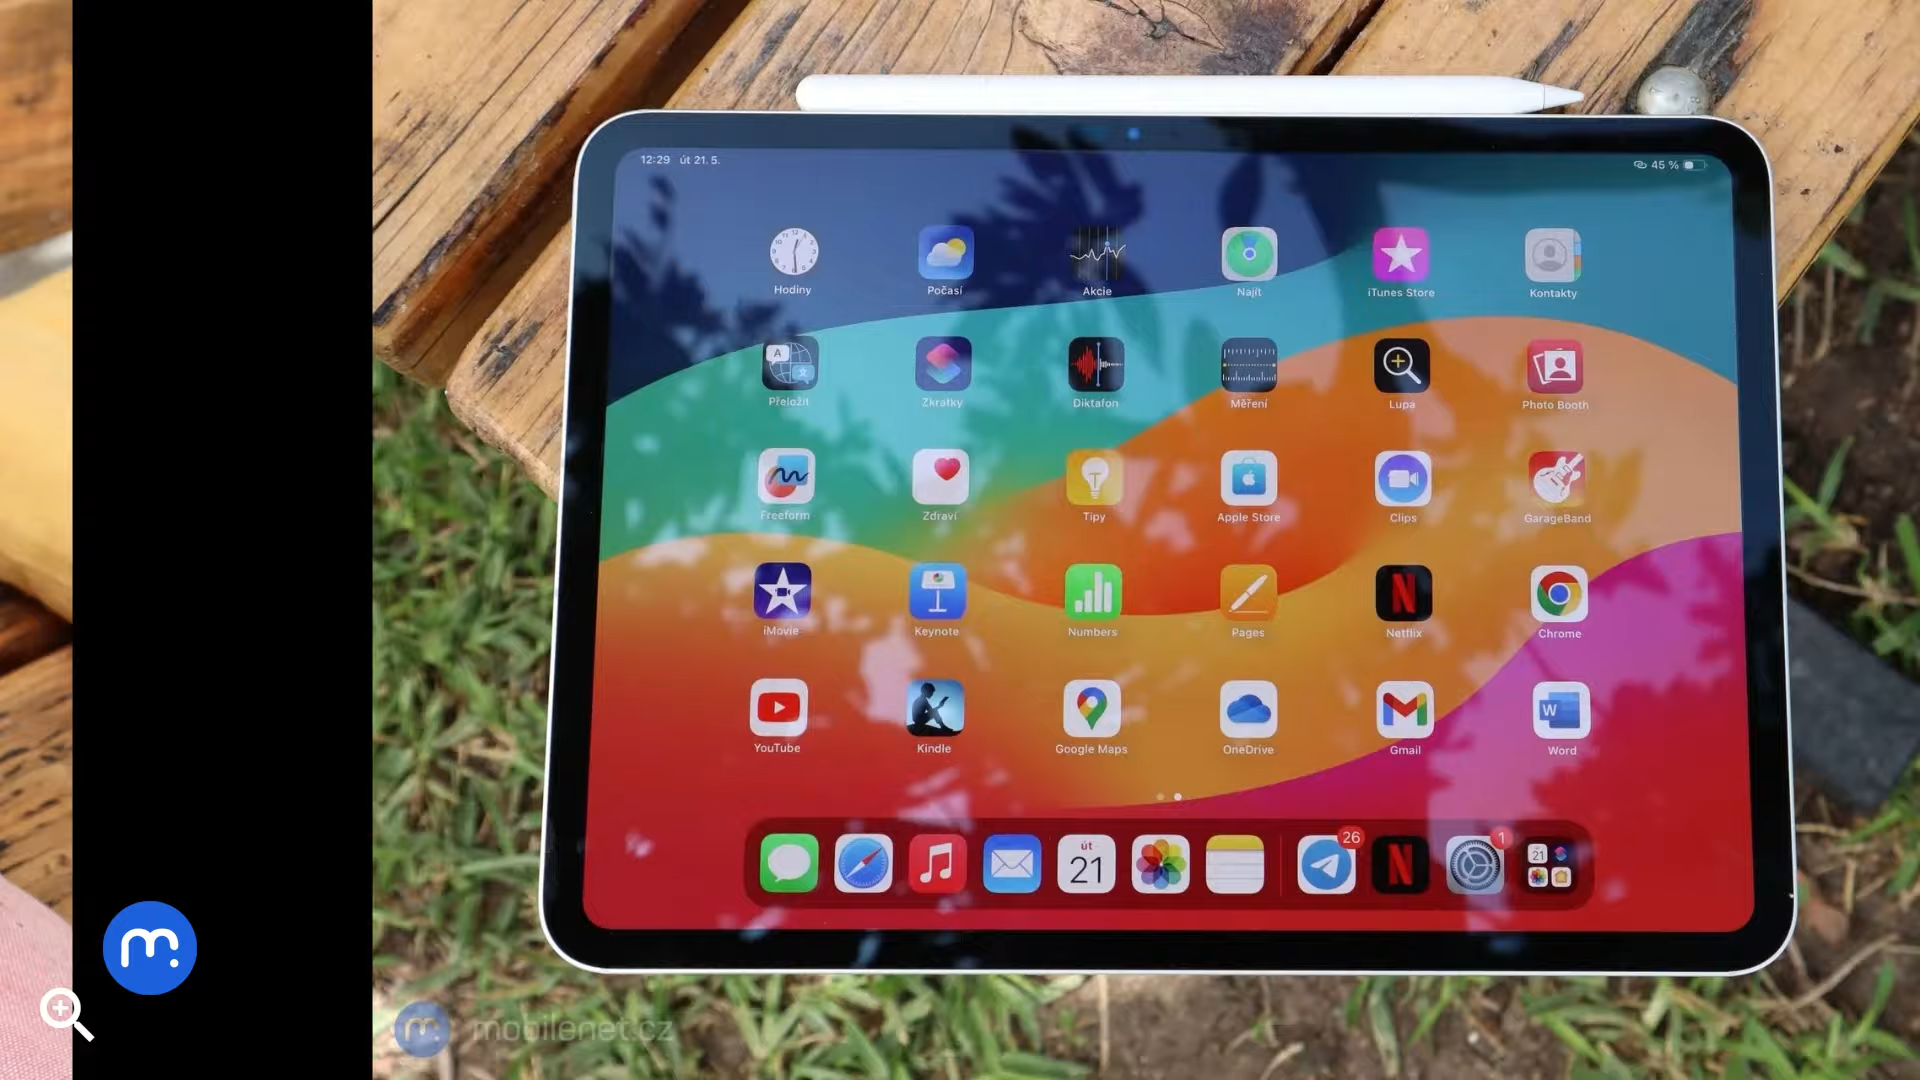 12:29 út 21. 5.
45 %
Hodiny
Počasí
Akcie
Najít
iTunes Store
Kontakty
Přeložit
Zkratky
Diktafon
Měření
Lupa
Photo Booth
Freeform
Zdraví
Tipy
Apple Store
Clips
GarageBand
iMovie
Keynote
Numbers
Pages
Netflix
Chrome
YouTube
Kindle
Google Maps
OneDrive
Gmail
Word
út
21
26
1
21
m.
m. mobilenet.cz